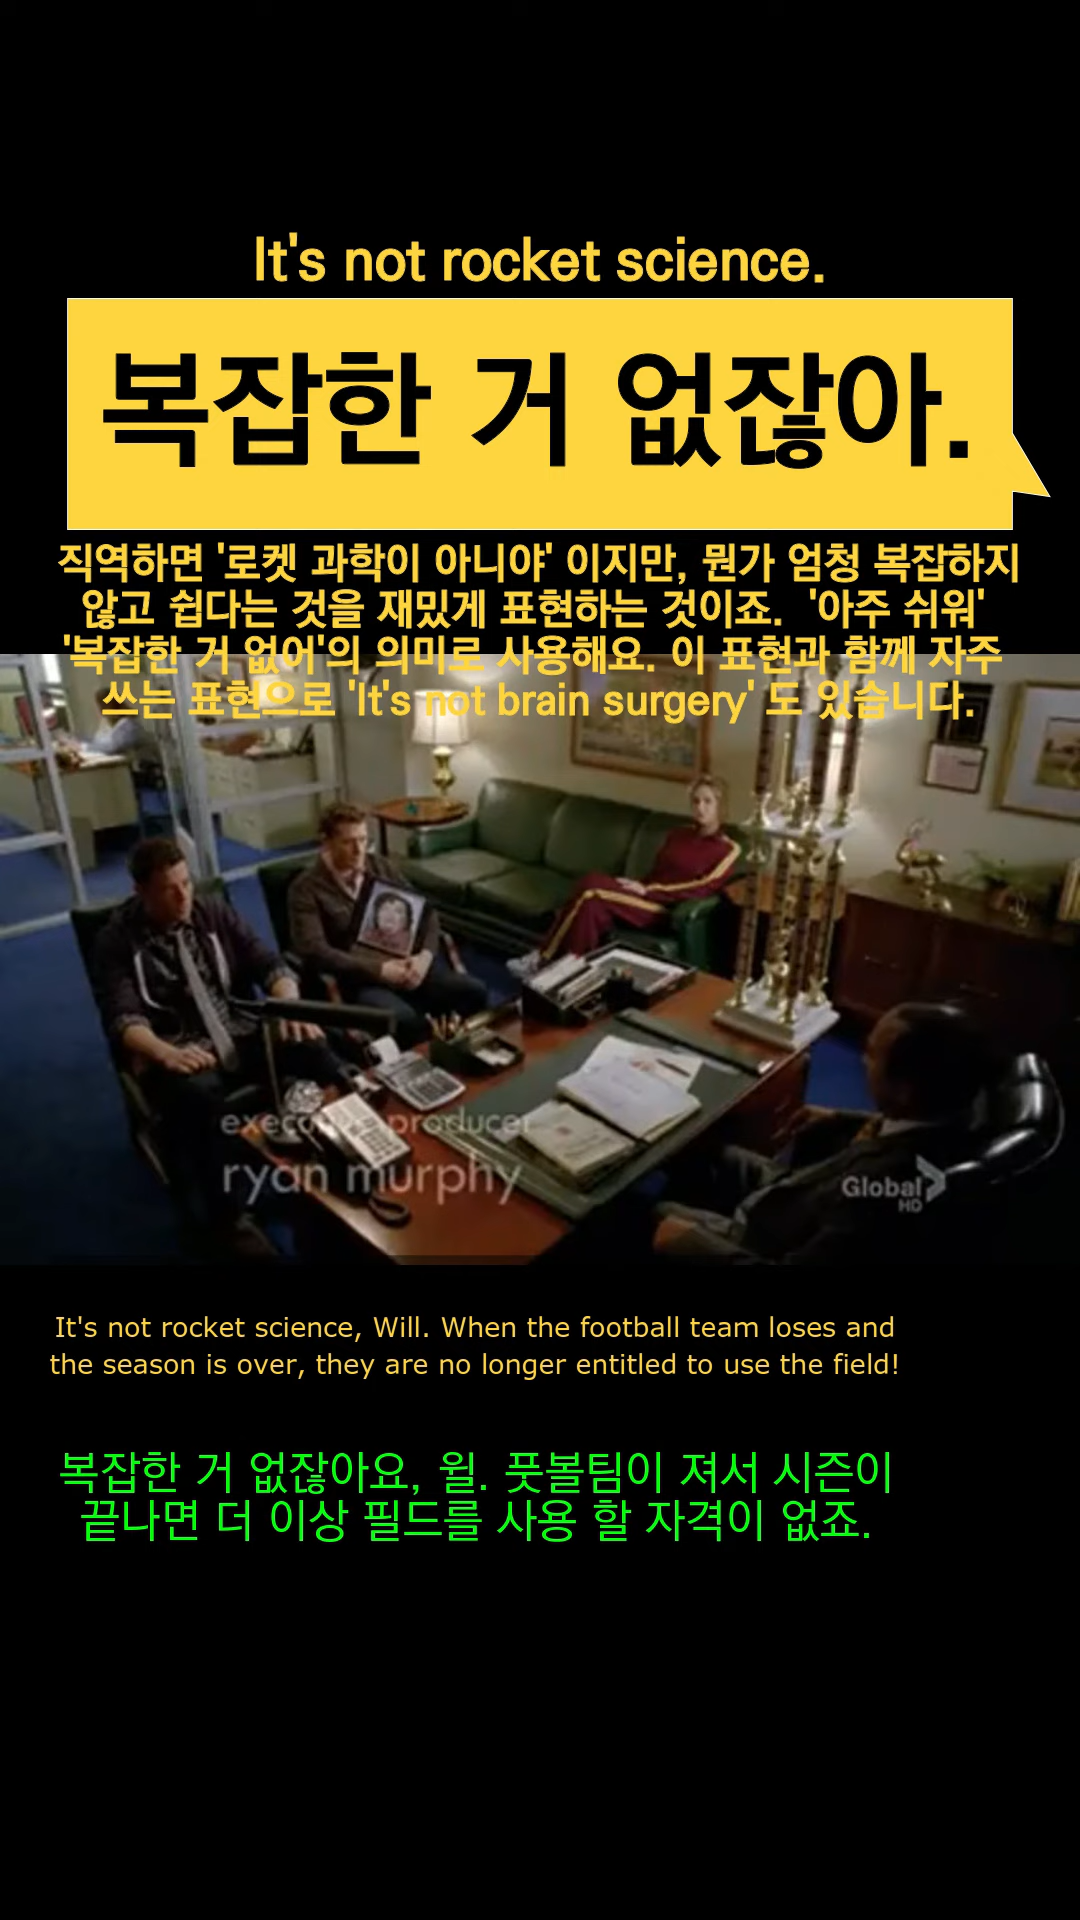 It's not rocket science.
복잡한 거 없잖아.
직역하면 '로켓 과학이 아니야' 이지만, 뭔가 엄청 복잡하지
않고 쉽다는 것을 재밌게 표현하는 것이죠. '아주 쉬워'
'복잡한 거 없어'의 의미로 사용해요. 이 표현과 함께 자주
쓰는 표현으로 'It's not brain surgery' 도 있습니다.
executive producer
ryan murphy
Global
HD
It's not rocket science, Will. When the football team loses and
the season is over, they are no longer entitled to use the field!
복잡한 거 없잖아요, 윌. 풋볼팀이 져서 시즌이
끝나면 더 이상 필드를 사용 할 자격이 없죠.